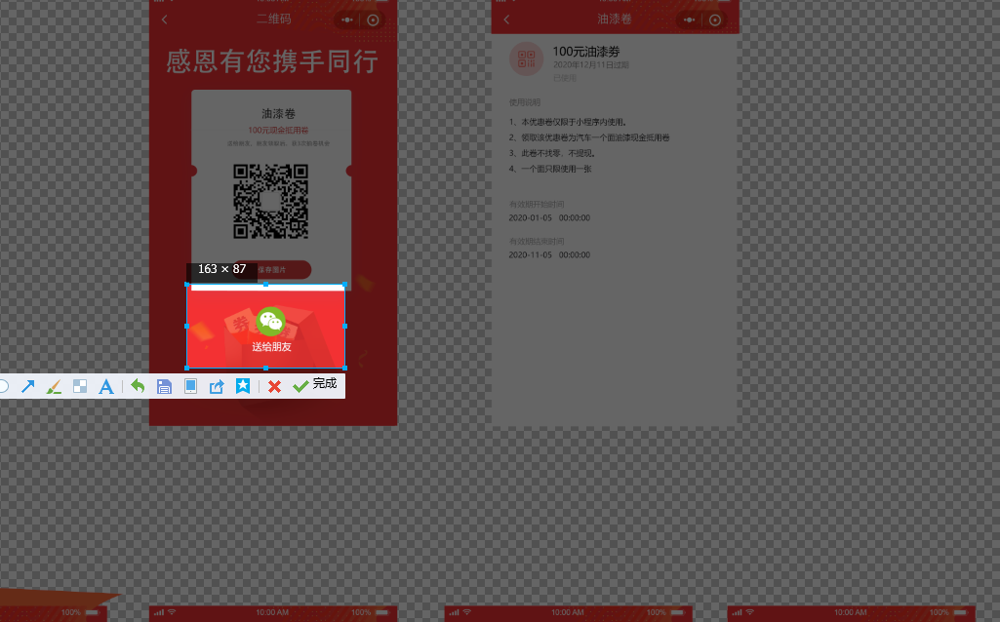 二维码
感恩有您携手同行
油漆卷
100元现金抵用卷
163 × 87
保存图片
送给朋友
完成
油漆卷
100元油漆劵
2020年12月11日过期
已使用
使用说明
1、本优惠卷仅限于小程序内使用。
2、领取该优惠卷为汽车一个面油漆现金抵用卷
3、此卷不找零，不提现。
4、一个面只限使用一张
有效期开始时间
2020-01-05 00:00:00
有效期结束时间
2020-11-05 00:00:00
100%
10:00 AM
100%
10:00 AM
100%
10:00 AM
100%